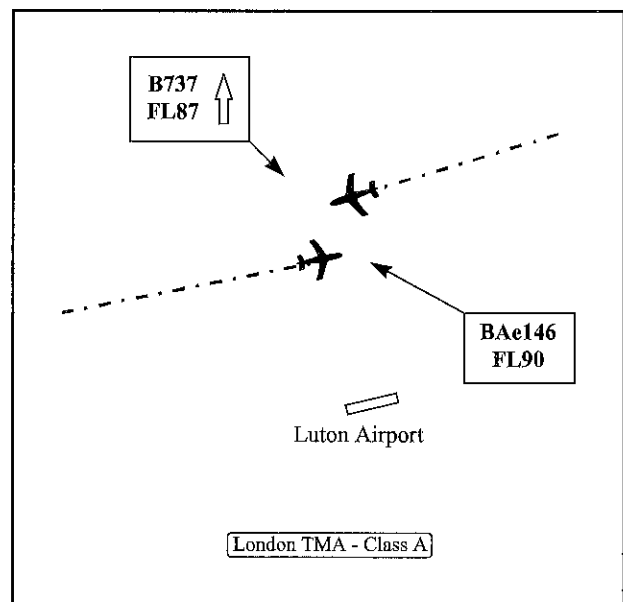 B737
FL87
BAe146
FL90
Luton Airport
London TMA - Class A